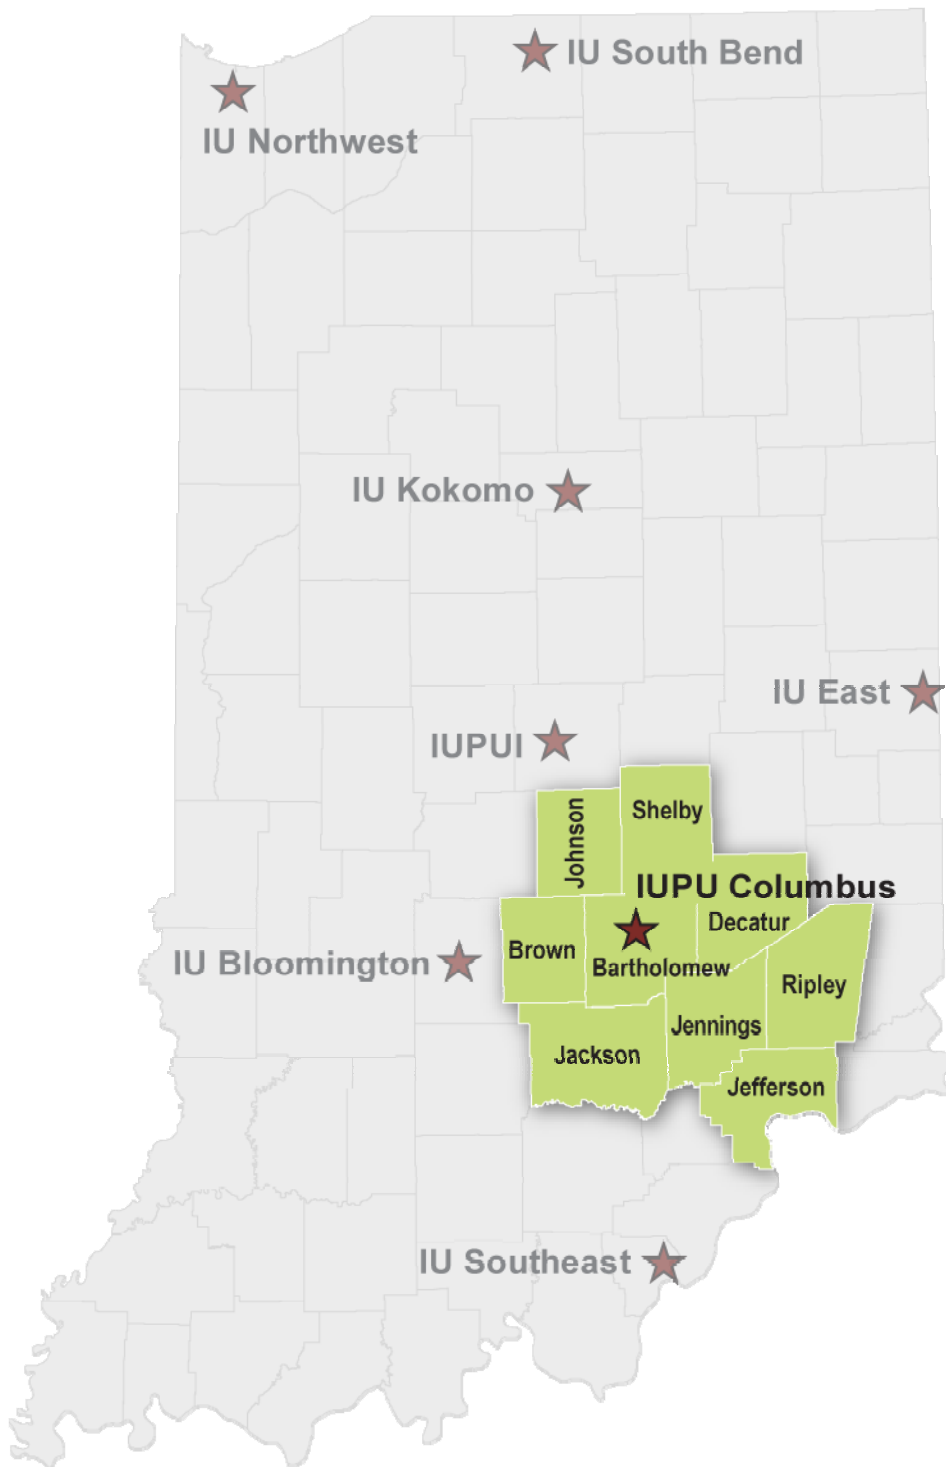 IU South Bend
IU Northwest
IU Kokomo
IU East
IUPUI
Johnson
Shelby
IUPU Columbus
Decatur
Brown
IU Bloomington
Bartholomew
Ripley
Jennings
Jackson
Jefferson
IU Southeast